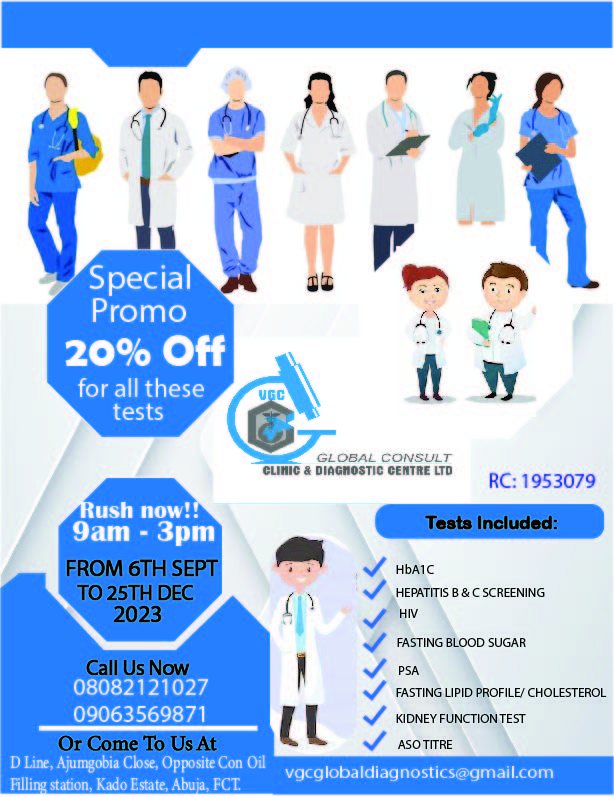 Special
Promo
20% Off
for all these
tests
VGC
GLOBAL CONSULT
CLINIC & DIAGNOSTIC CENTRE LTD
RC: 1953079
Rush now!!
9am - 3pm
FROM 6TH SEPT
TO 25TH DEC
2023
Call Us Now
08082121027
09063569871
Or Come To Us At
D Line, Ajumgobia Close, Opposite Con Oil
Filling station, Kado Estate, Abuja, FCT.
Tests Included:
HbA1C
HEPATITIS B & C SCREENING
HIV
FASTING BLOOD SUGAR
PSA
FASTING LIPID PROFILE/ CHOLESTEROL
KIDNEY FUNCTION TEST
ASO TITRE
vgcglobaldiagnostics@gmail.com